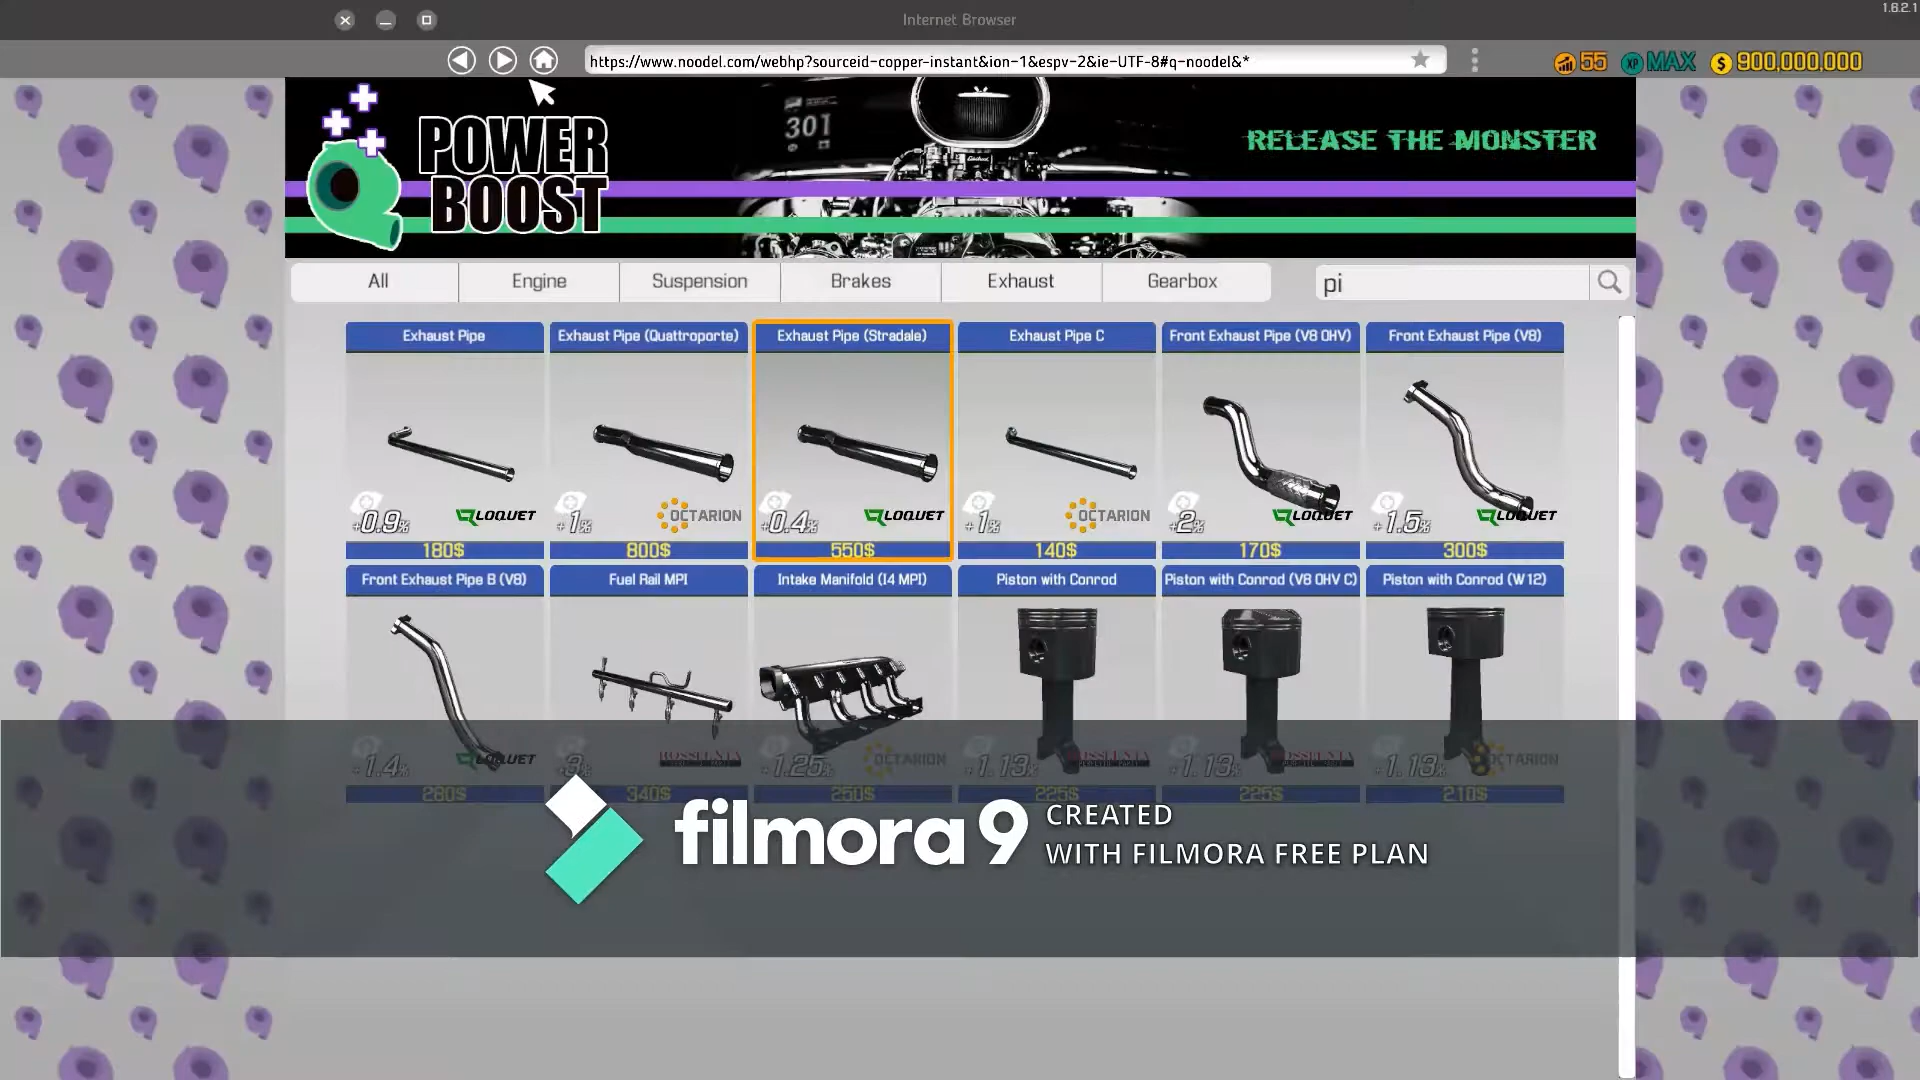 Internet Browser
1.6.2.1
https://www.noodel.com/webhp?sourceid-copper-instant&ion-1&espv-2&ie-UTF-8#q-noodel&*
55
XP MAX
$ 900,000,000
POWER
BOOST
301
RELEASE THE MONSTER
All Engine Suspension Brakes Exhaust Gearbox
pi
Exhaust Pipe Exhaust Pipe (Quattroporte) Exhaust Pipe (Stradale) Exhaust Pipe C Front Exhaust Pipe (V8 OHV) Front Exhaust Pipe (V8)
+0.9% LOQUET +1% OCTARION +0.4% LOQUET +1% OCTARION +2% LOQUET +1.5% LOQUET
180$ 800$ 550$ 140$ 170$ 300$
Front Exhaust Pipe B (V8) Fuel Rail MPI Intake Manifold (I4 MPI) Piston with Conrod Piston with Conrod (V8 OHV C) Piston with Conrod (W12)
+1.4% LOQUET +3% +1.25% OCTARION +1.13% +1.13% +1.13% OCTARION
280$ 340$ 250$ 225$ 225$ 210$
filmora 9
CREATED
WITH FILMORA FREE PLAN